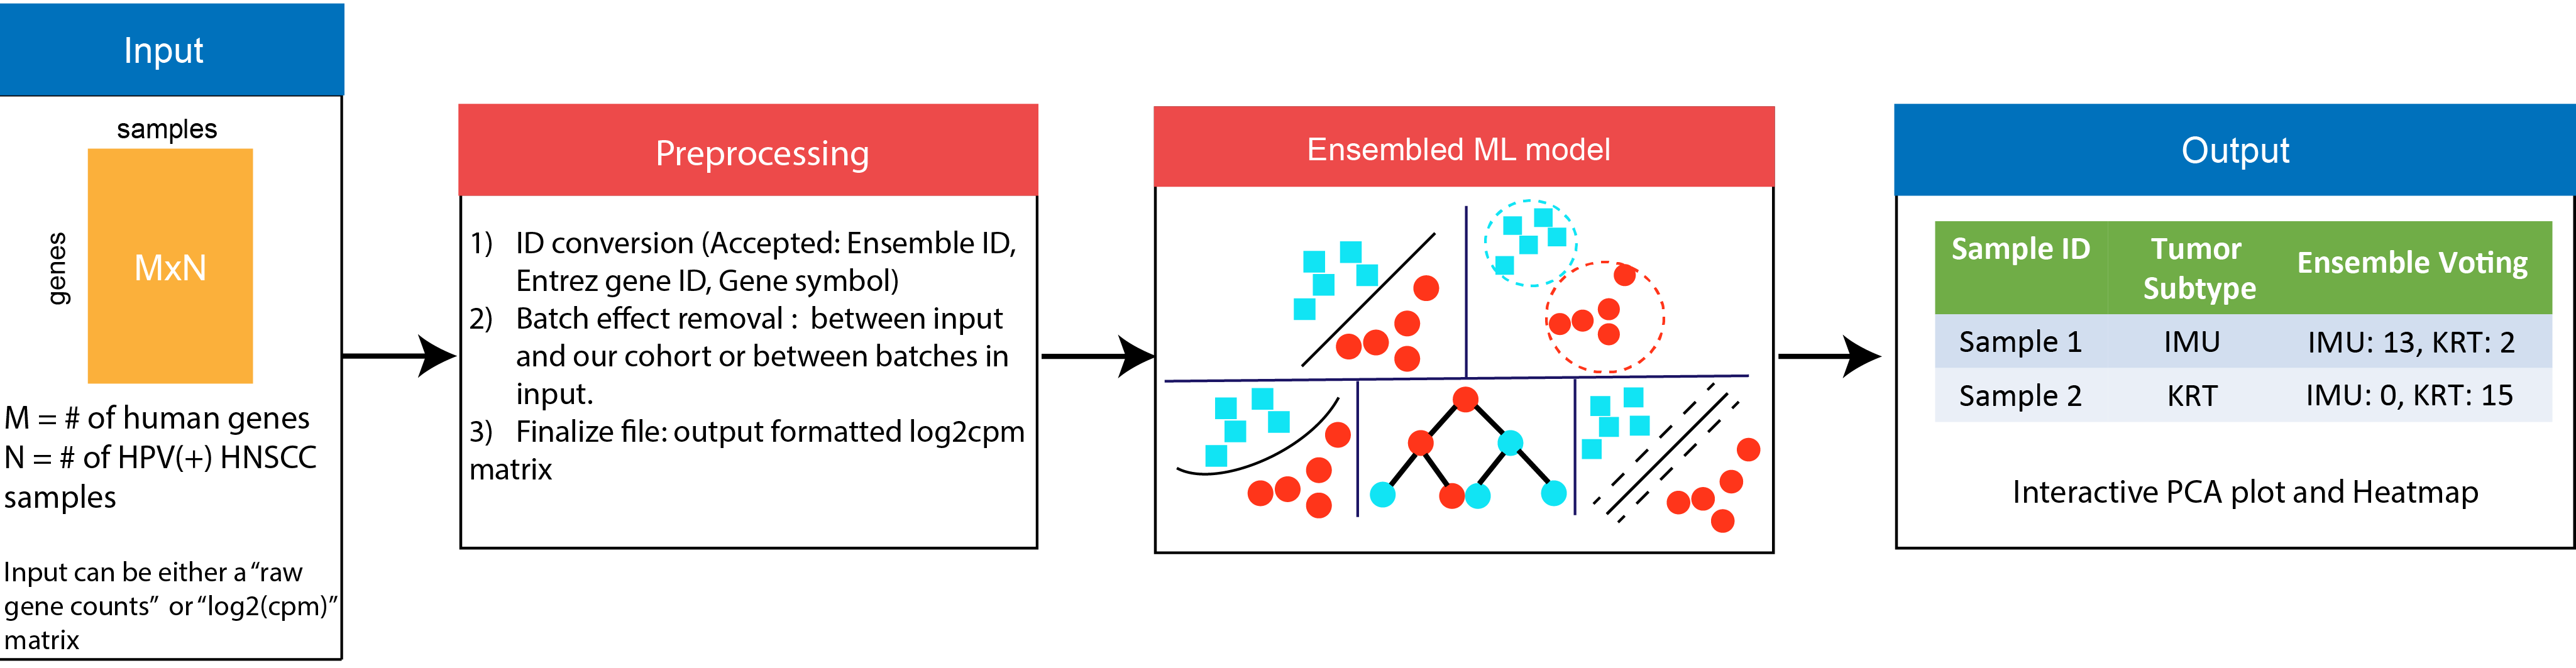 Input
samples
genes
MxN
M = # of human genes
N = # of HPV(+) HNSCC
samples
Input can be either a “raw
gene counts” or “log2(cpm)”
matrix
Preprocessing
1) ID conversion (Accepted: Ensemble ID,
Entrez gene ID, Gene symbol)
2) Batch effect removal : between input
and our cohort or between batches in
input.
3) Finalize file: output formatted log2cpm
matrix
Ensembled ML model
Output
Sample ID Tumor Subtype Ensemble Voting
Sample 1 IMU IMU: 13, KRT: 2
Sample 2 KRT IMU: 0, KRT: 15
Interactive PCA plot and Heatmap